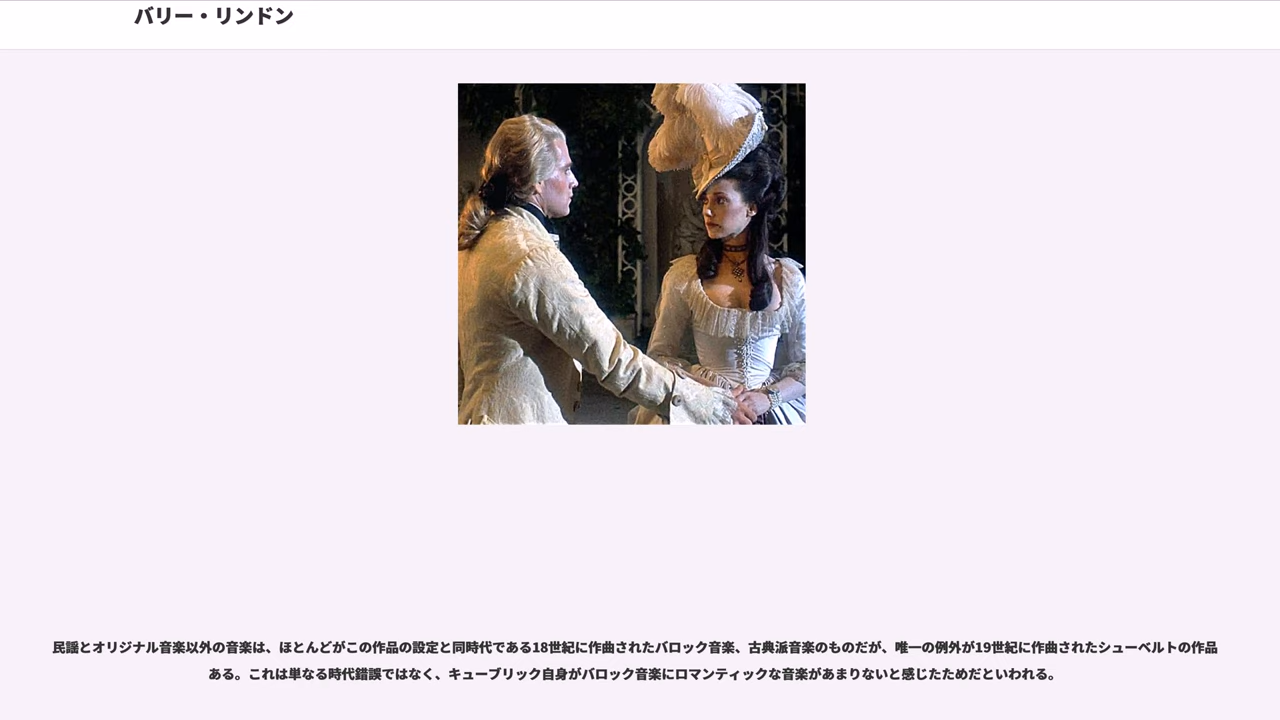 バリー・リンドン
民謡とオリジナル音楽以外の音楽は、ほとんどがこの作品の設定と同時代である18世紀に作曲されたバロック音楽、古典派音楽のものだが、唯一の例外が19世紀に作曲されたシューベルトの作品
ある。これは単なる時代錯誤ではなく、キューブリック自身がバロック音楽にロマンティックな音楽があまりないと感じたためだといわれる。